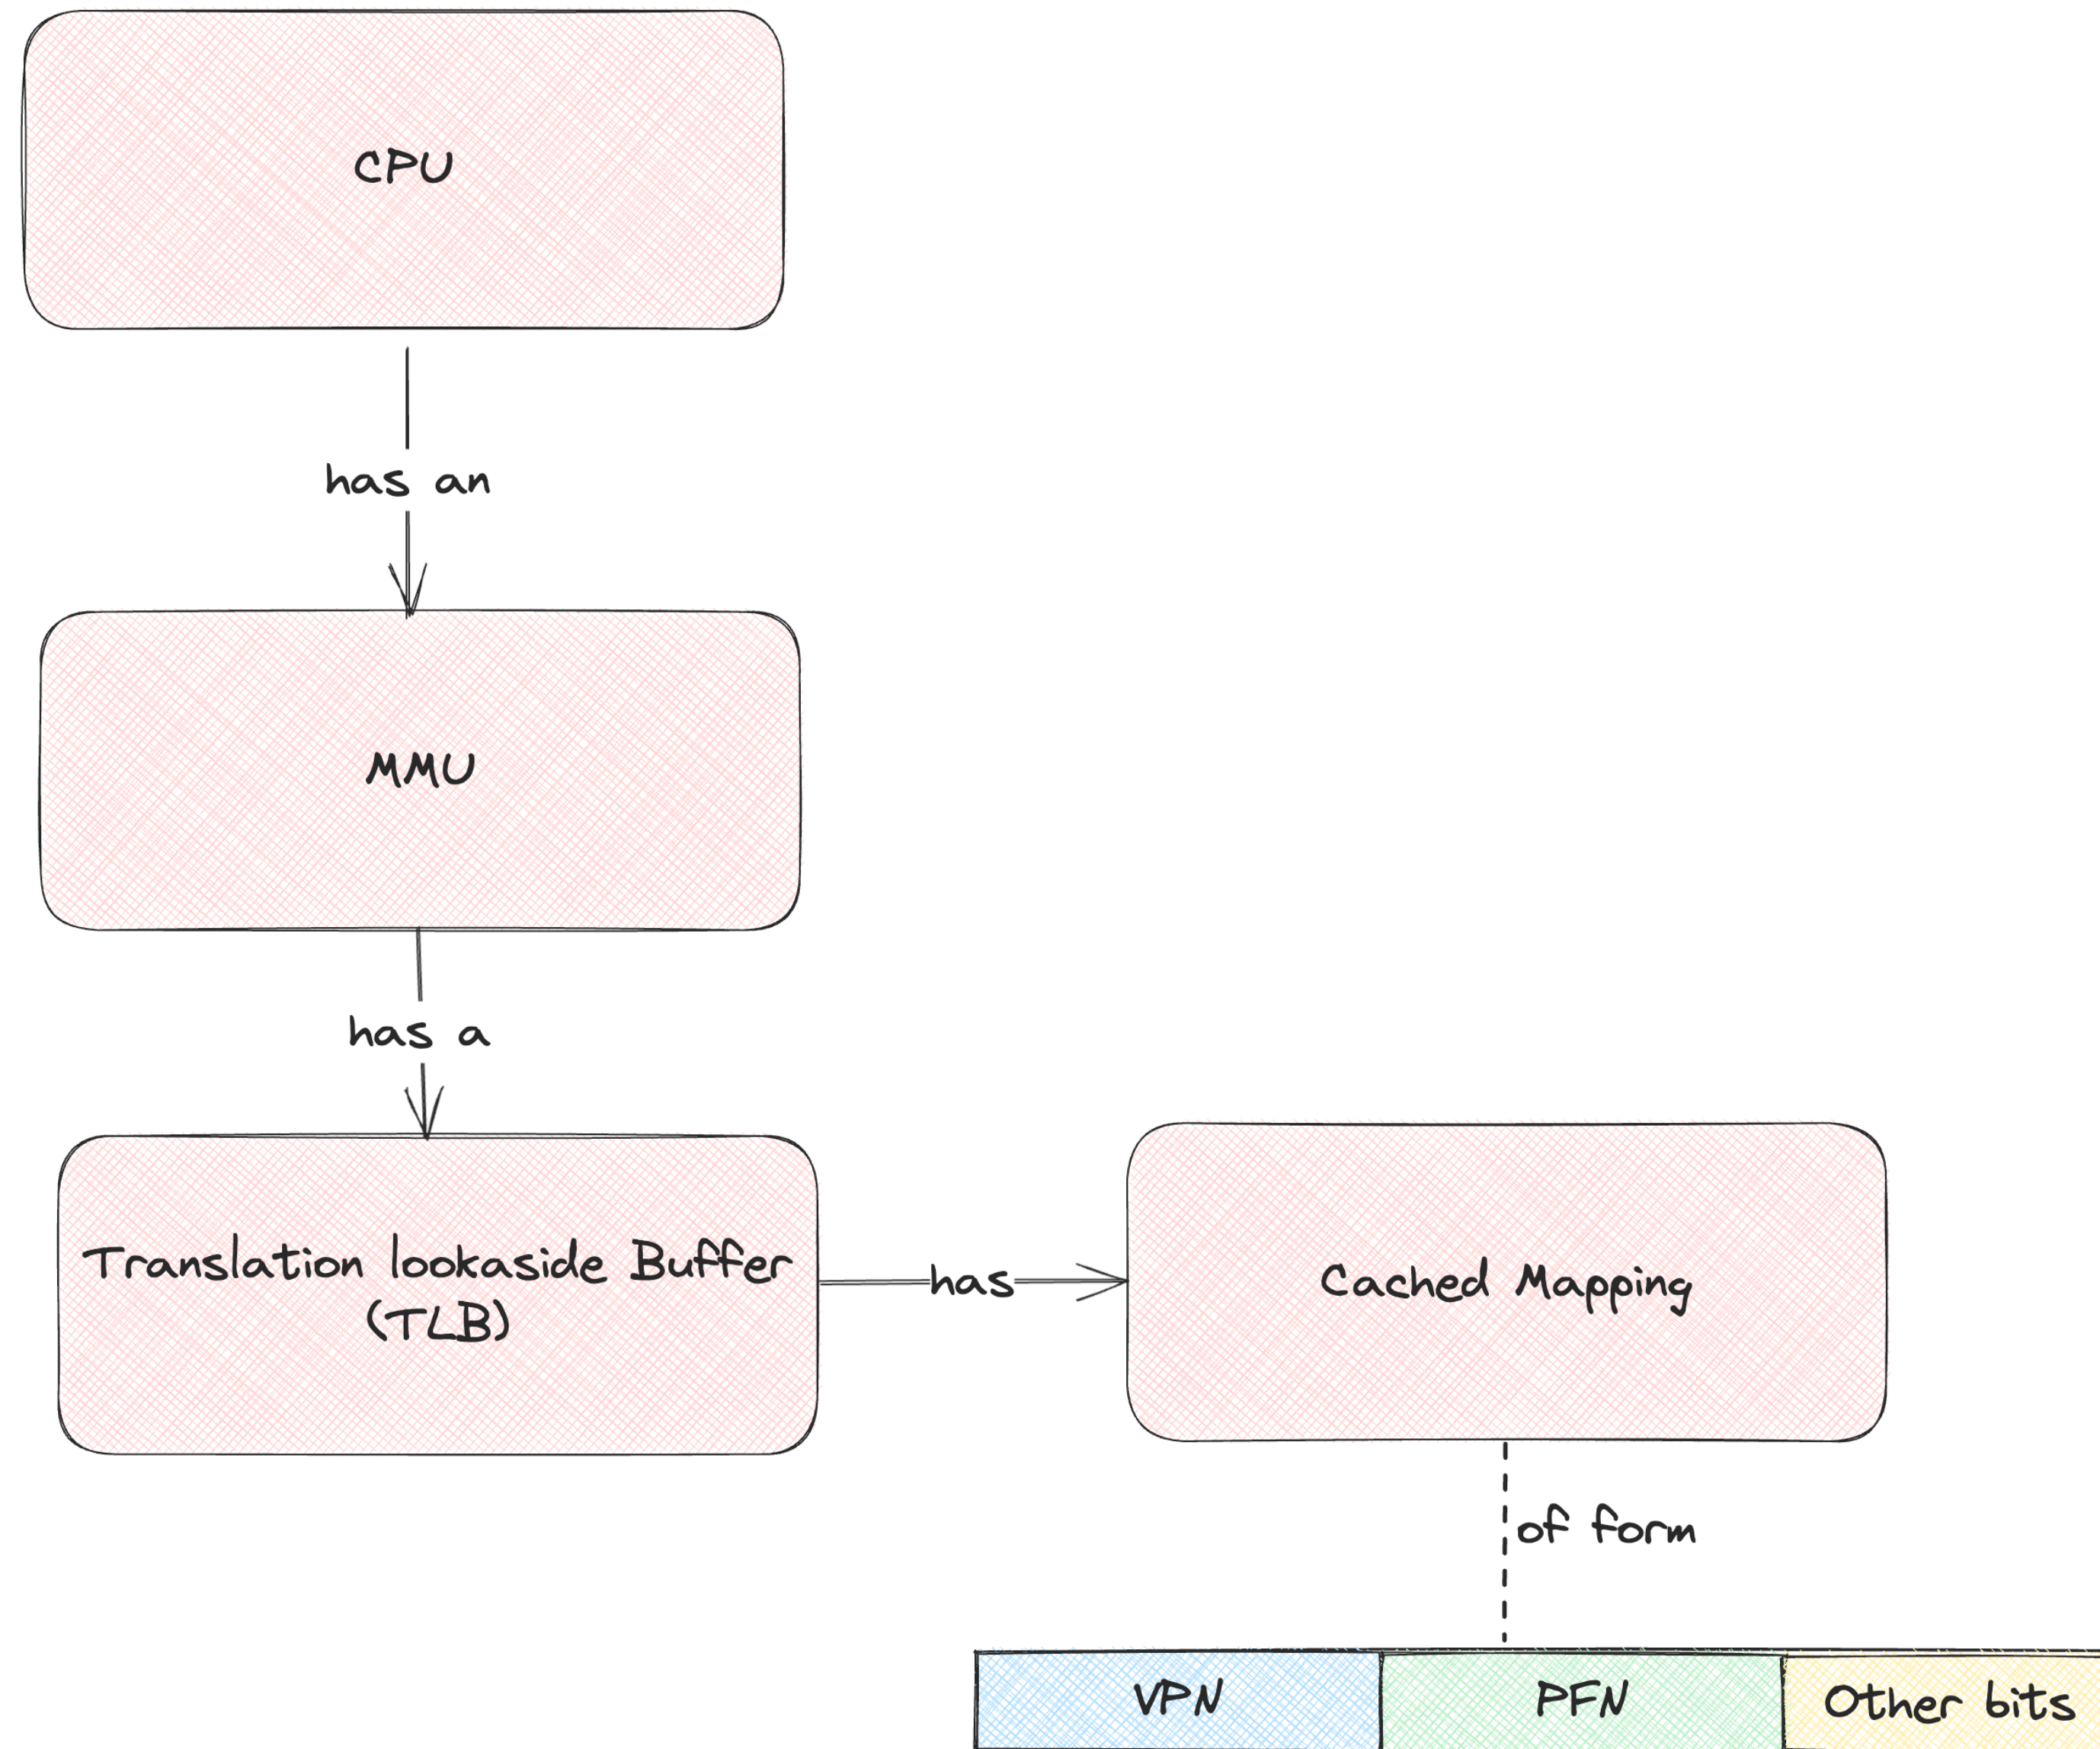 CPU
has an
MMU
has a
Translation lookaside Buffer
(TLB)
has
Cached Mapping
of form
VPN
PFN
Other bits